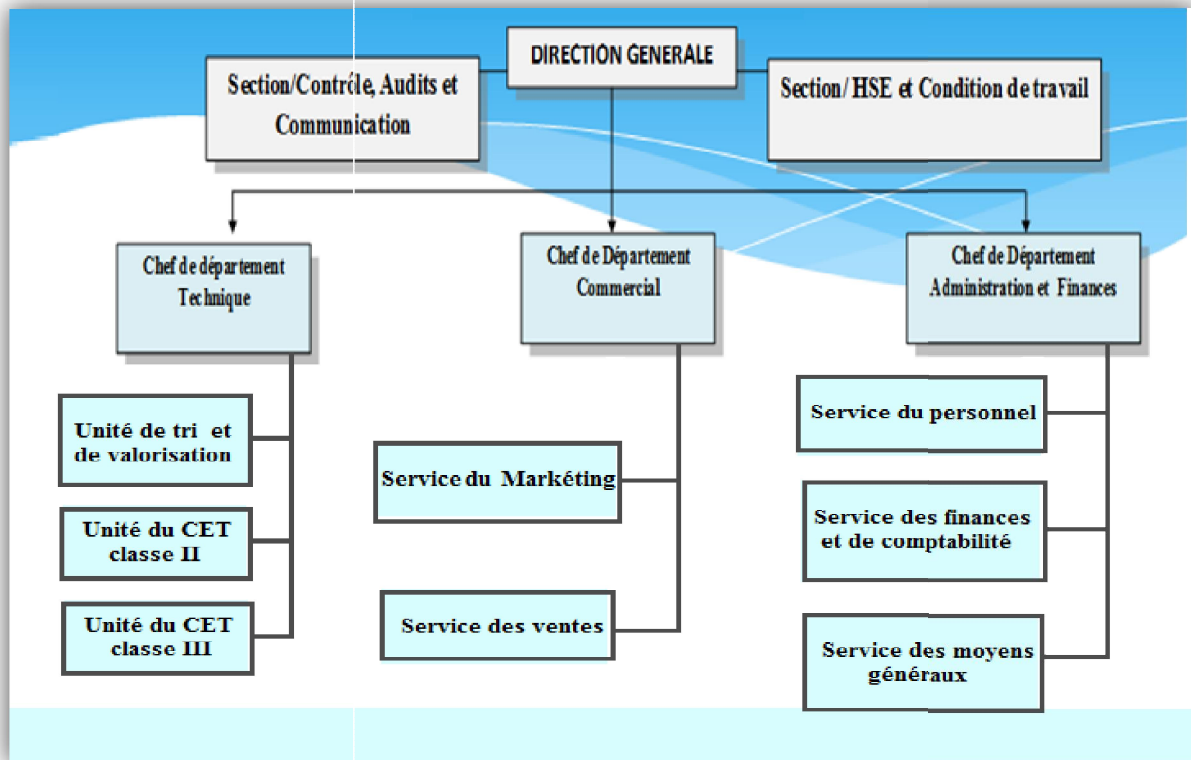 DIRECTION GENERALE
Section/Contrôle, Audits et
Communication
Section/ HSE et Condition de travail
Chef de département
Technique
Chef de Département
Commercial
Chef de Département
Administration et Finances
Unité de tri et
de valorisation
Unité du CET
classe II
Unité du CET
classe III
Service du Markéting
Service des ventes
Service du personnel
Service des finances
et de comptabilité
Service des moyens
généraux